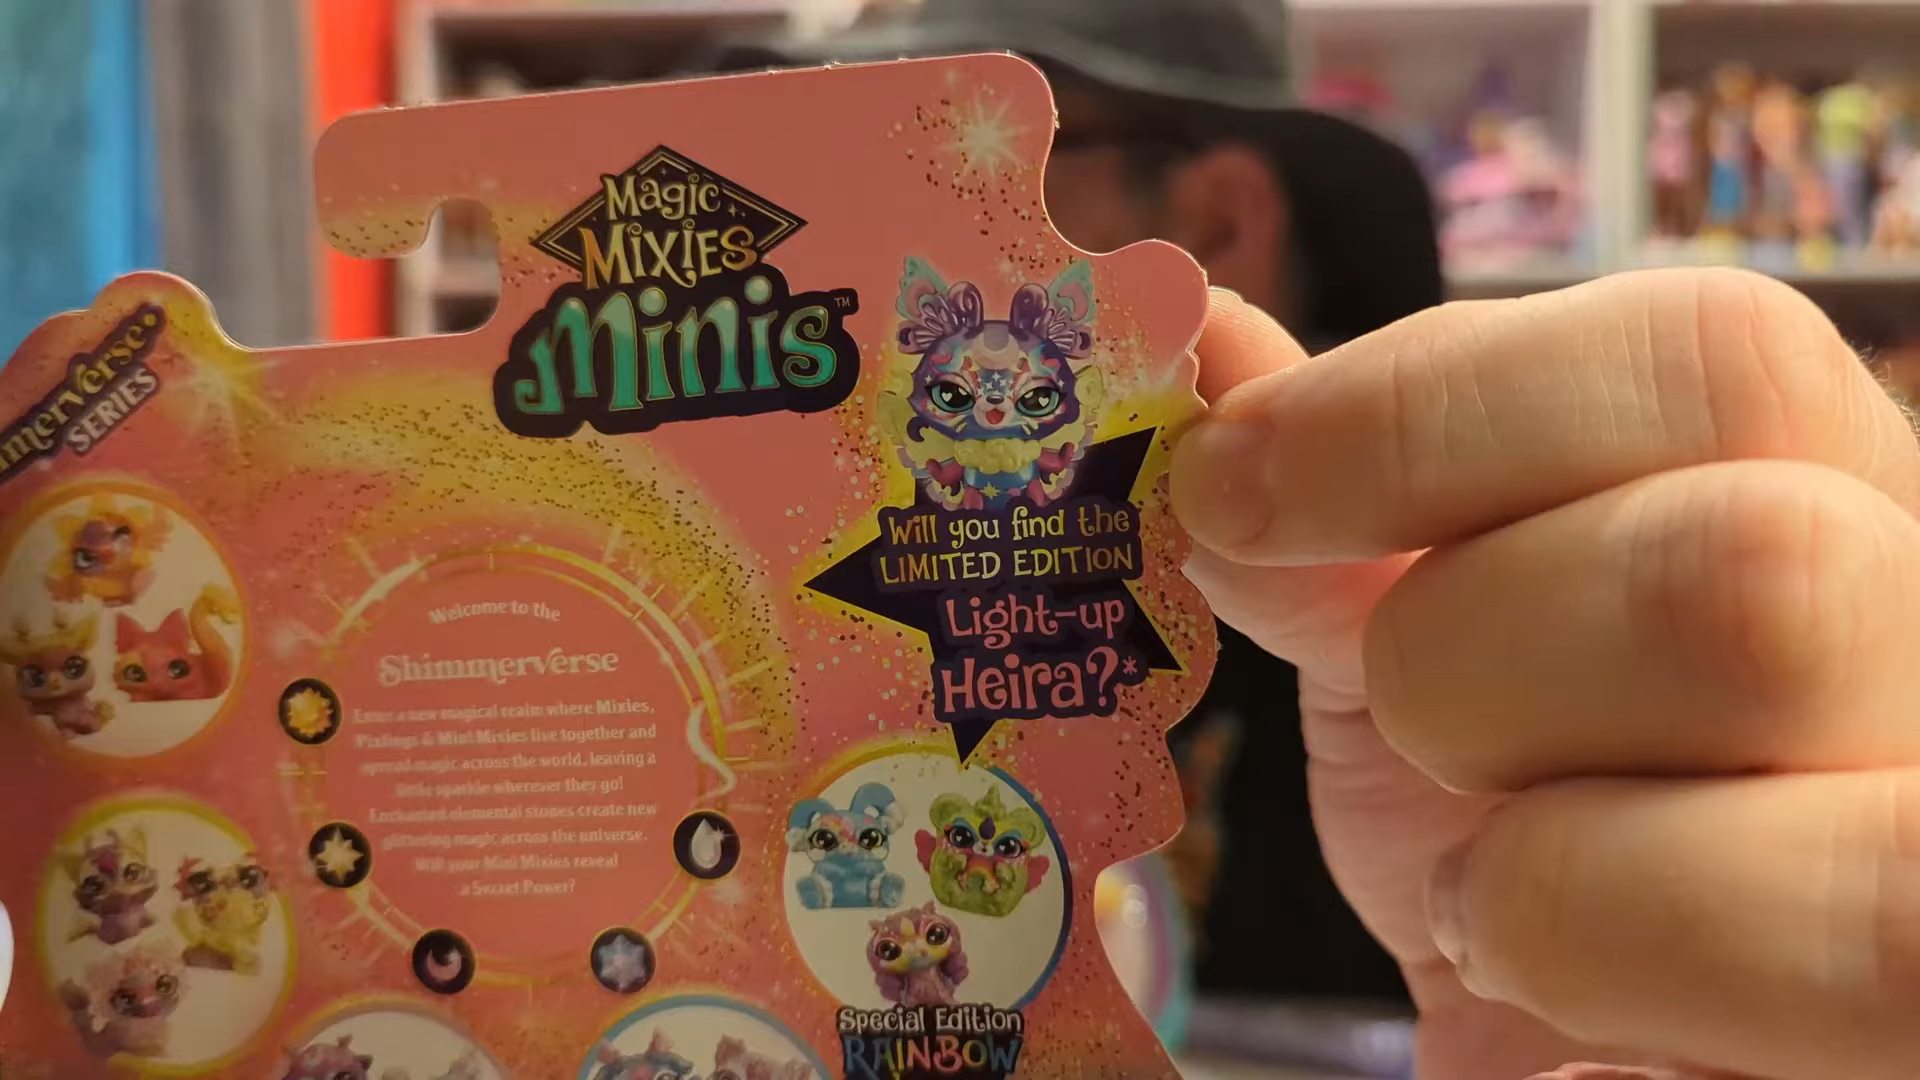 Magic
MIXIES
Minis™
mmerverse
SERIES
Will you find the
LIMITED EDITION
Light-up
Heira?*
Welcome to the
Shimmerverse
Enter a new magical realm where Mixies,
Pixlings & Mini Mixies live together and
spread magic across the world, leaving a
little sparkle wherever they go!
Enchanted elemental stones create new
glittering magic across the universe.
Will your Mini Mixies reveal
a Secret Power?
Special Edition
RAINBOW